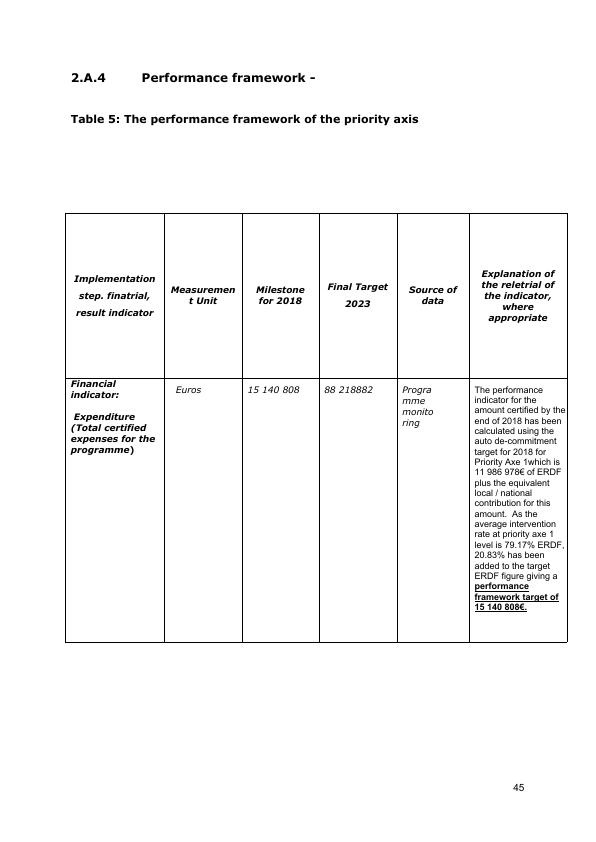 2.A.4 Performance framework -
Table 5: The performance framework of the priority axis
Implementation
step. finatrial,
result indicator
Measuremen
t Unit
Milestone
for 2018
Final Target
2023
Source of
data
Explanation of
the reletrial of
the indicator,
where
appropriate
Financial
indicator:
Expenditure
(Total certified
expenses for the
programme)
Euros
15 140 808
88 218882
Progra
mme
monito
ring
The performance
indicator for the
amount certified by the
end of 2018 has been
calculated using the
auto de-commitment
target for 2018 for
Priority Axe 1which is
11 986 978€ of ERDF
plus the equivalent
local / national
contribution for this
amount. As the
average intervention
rate at priority axe 1
level is 79.17% ERDF,
20.83% has been
added to the target
ERDF figure giving a
performance
framework target of
15 140 808€.
45